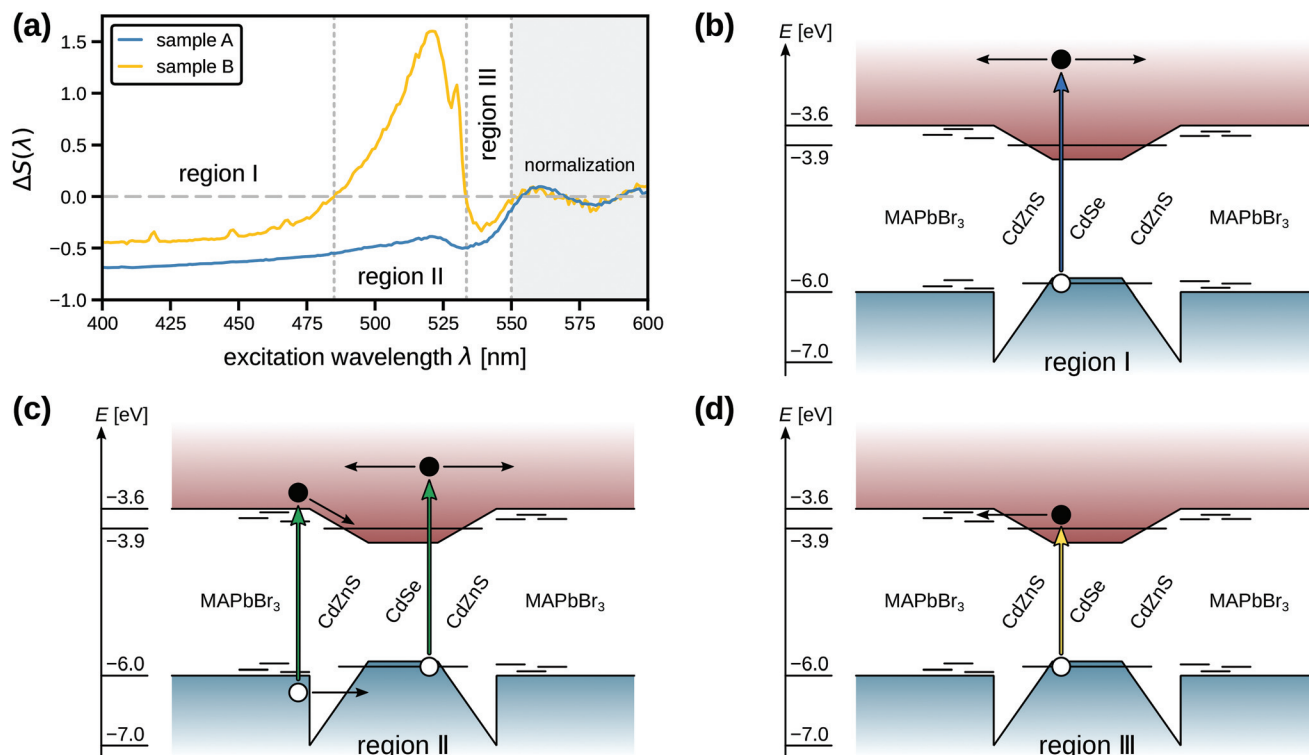 (a)
ΔS(λ)
1.5
1.0
0.5
0.0
−0.5
−1.0
sample A
sample B
region I
region II
region III
normalization
400
425
450
475
500
525
550
575
600
excitation wavelength λ [nm]
(b)
E [eV]
−3.6
−3.9
−6.0
−7.0
MAPbBr₃
CdZnS
CdSe
CdZnS
MAPbBr₃
region I
(c)
E [eV]
−3.6
−3.9
−6.0
−7.0
MAPbBr₃
CdZnS
CdSe
CdZnS
MAPbBr₃
region II
(d)
E [eV]
−3.6
−3.9
−6.0
−7.0
MAPbBr₃
CdZnS
CdSe
CdZnS
MAPbBr₃
region III